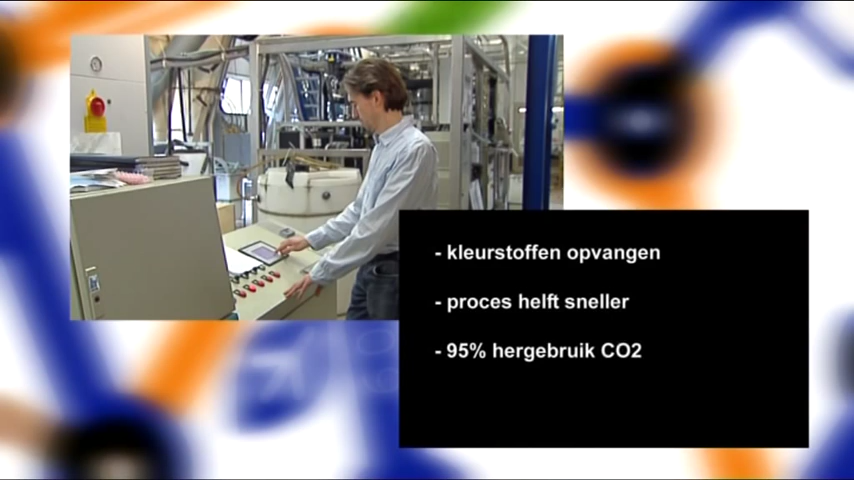 - kleurstoffen opvangen
- proces helft sneller
- 95% hergebruik CO2